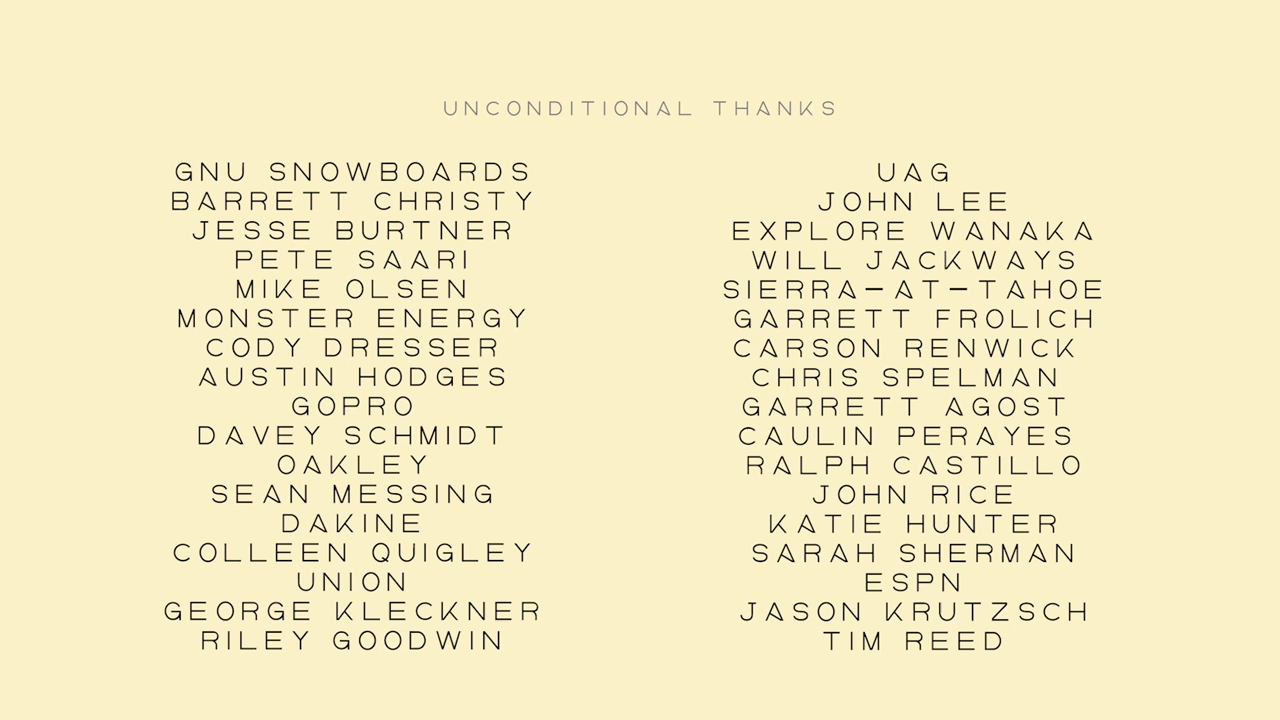 UNCONDITIONAL THANKS
GNU SNOWBOARDS
BARRETT CHRISTY
JESSE BURTNER
PETE SAARI
MIKE OLSEN
MONSTER ENERGY
CODY DRESSER
AUSTIN HODGES
GOPRO
DAVEY SCHMIDT
OAKLEY
SEAN MESSING
DAKINE
COLLEEN QUIGLEY
UNION
GEORGE KLECKNER
RILEY GOODWIN
UAG
JOHN LEE
EXPLORE WANAKA
WILL JACKWAYS
SIERRA-AT-TAHOE
GARRETT FROLICH
CARSON RENWICK
CHRIS SPELMAN
GARRETT AGOST
CAULIN PERAYES
RALPH CASTILLO
JOHN RICE
KATIE HUNTER
SARAH SHERMAN
ESPN
JASON KRUTZSCH
TIM REED